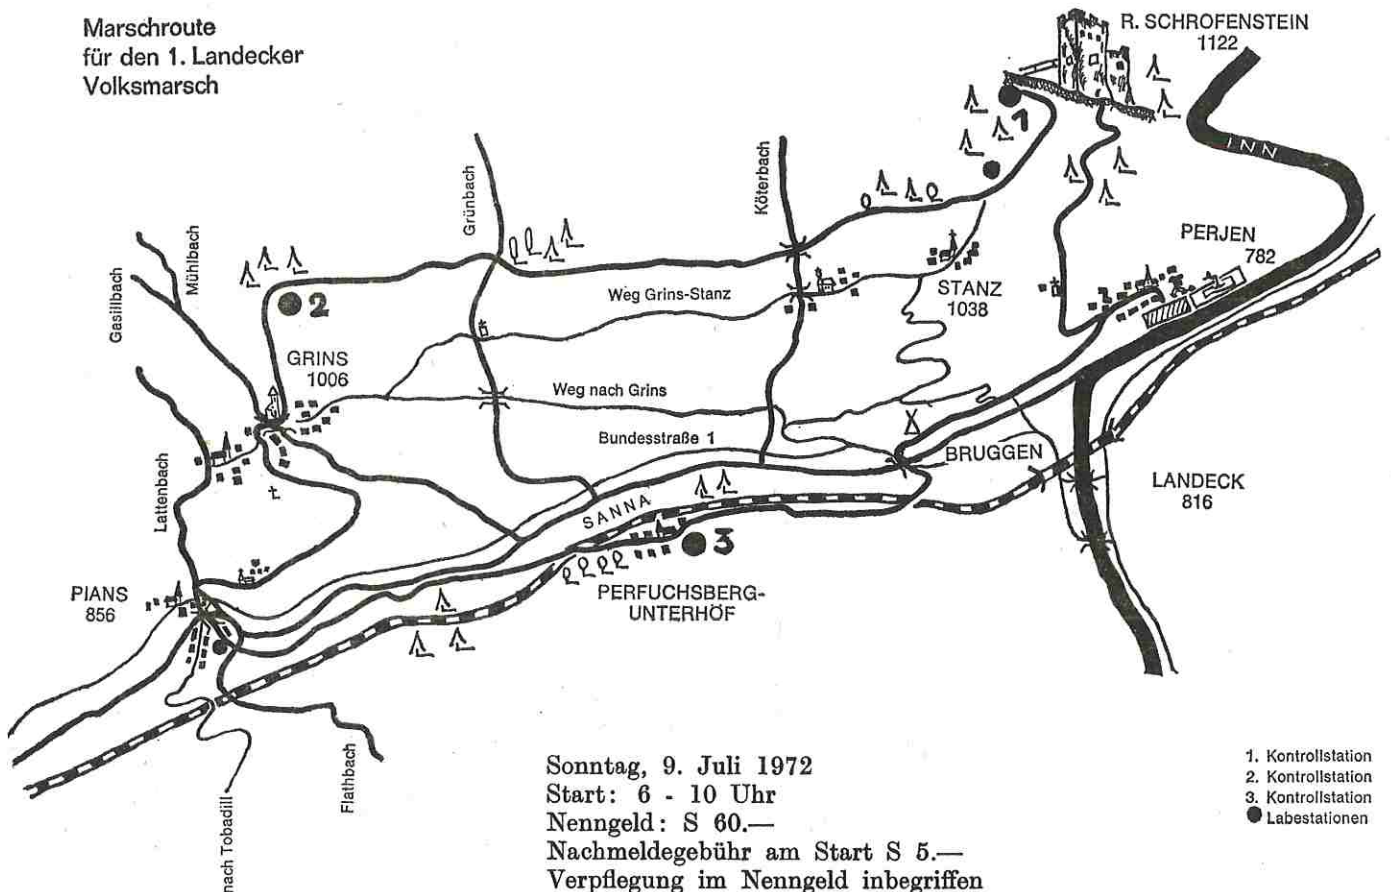 Marschroute
für den 1. Landecker
Volksmarsch
R. SCHROFENSTEIN
1122
INN
1
Grünbach
Köterbach
Mühlbach
Gasillbach
PERJEN
782
2
Weg Grins-Stanz
STANZ
1038
GRINS
1006
Weg nach Grins
Bundesstraße 1
BRUGGEN
Lattenbach
LANDECK
816
SANNA
3
PIANS
856
PERFUCHSBERG-
UNTERHÖF
Flathbach
nach Tobadill
Sonntag, 9. Juli 1972
Start: 6 - 10 Uhr
Nenngeld: S 60.—
Nachmeldegebühr am Start S 5.—
Verpflegung im Nenngeld inbegriffen
1. Kontrollstation
2. Kontrollstation
3. Kontrollstation
Labestationen